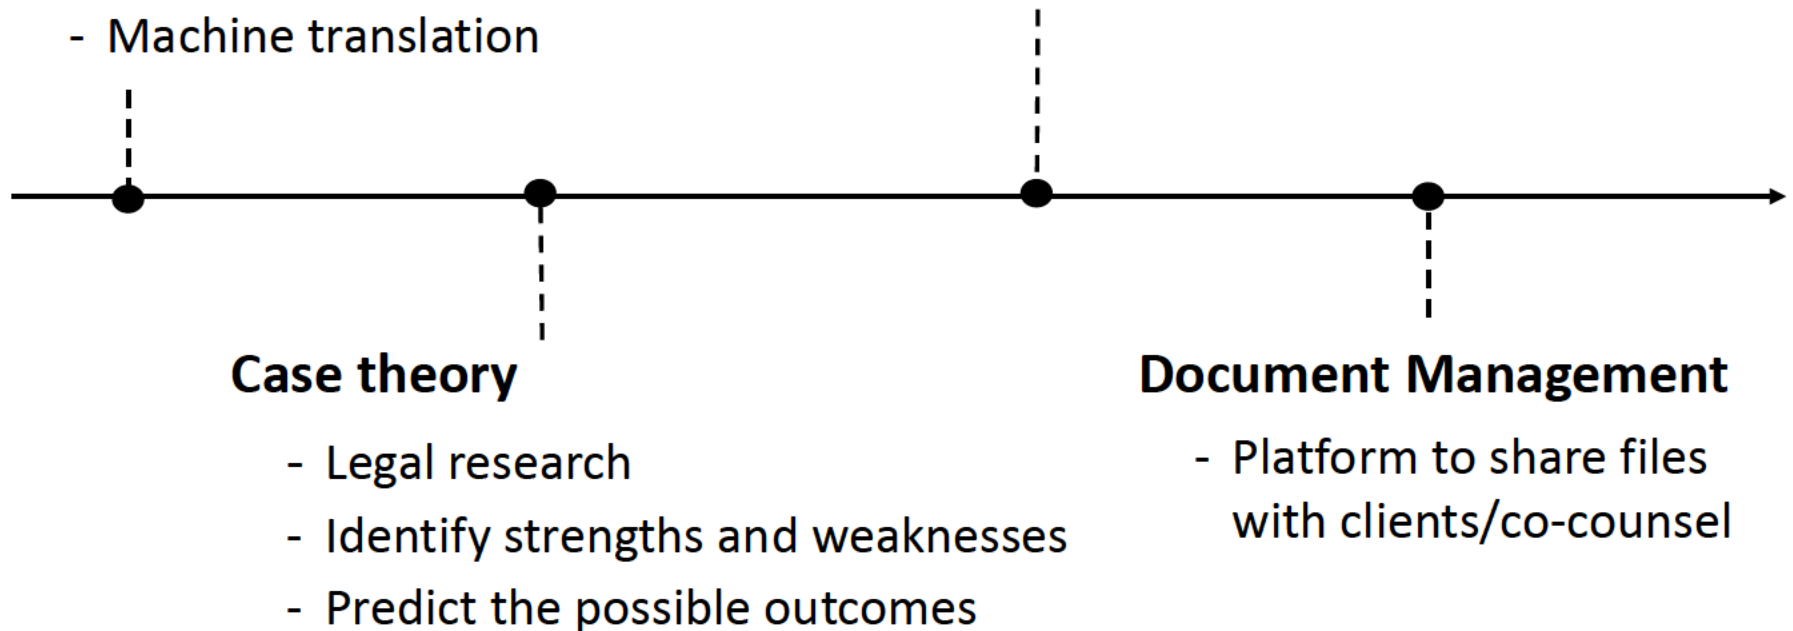 - Machine translation
Case theory
- Legal research
- Identify strengths and weaknesses
- Predict the possible outcomes
Document Management
- Platform to share files
with clients/co-counsel